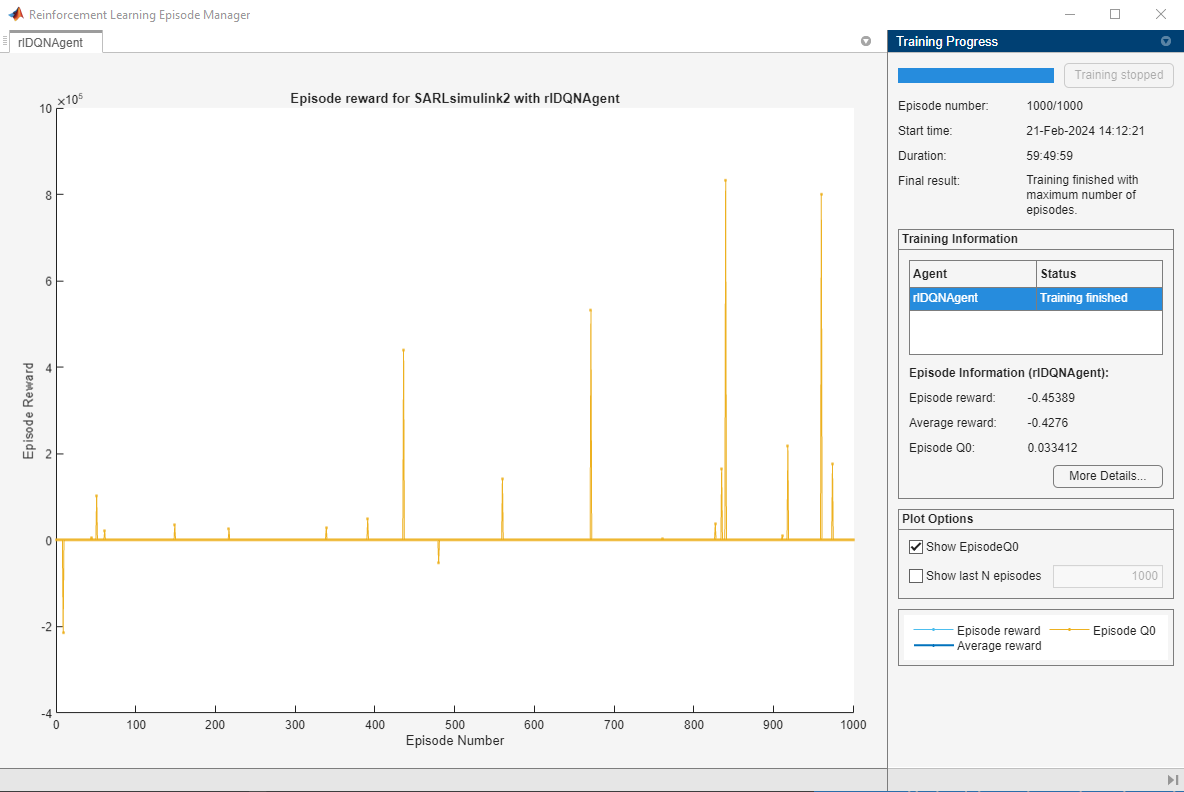 Reinforcement Learning Episode Manager
rlDQNAgent
Episode reward for SARLsimulink2 with rlDQNAgent
×10⁵
10
8
6
4
2
0
-2
-4
Episode Reward
0 100 200 300 400 500 600 700 800 900 1000
Episode Number
Training Progress
Training stopped
Episode number: 1000/1000
Start time: 21-Feb-2024 14:12:21
Duration: 59:49:59
Final result: Training finished with
maximum number of
episodes.
Training Information
Agent Status
rlDQNAgent Training finished
Episode Information (rlDQNAgent):
Episode reward: -0.45389
Average reward: -0.4276
Episode Q0: 0.033412
More Details...
Plot Options
Show EpisodeQ0
Show last N episodes 1000
Episode reward Episode Q0
Average reward